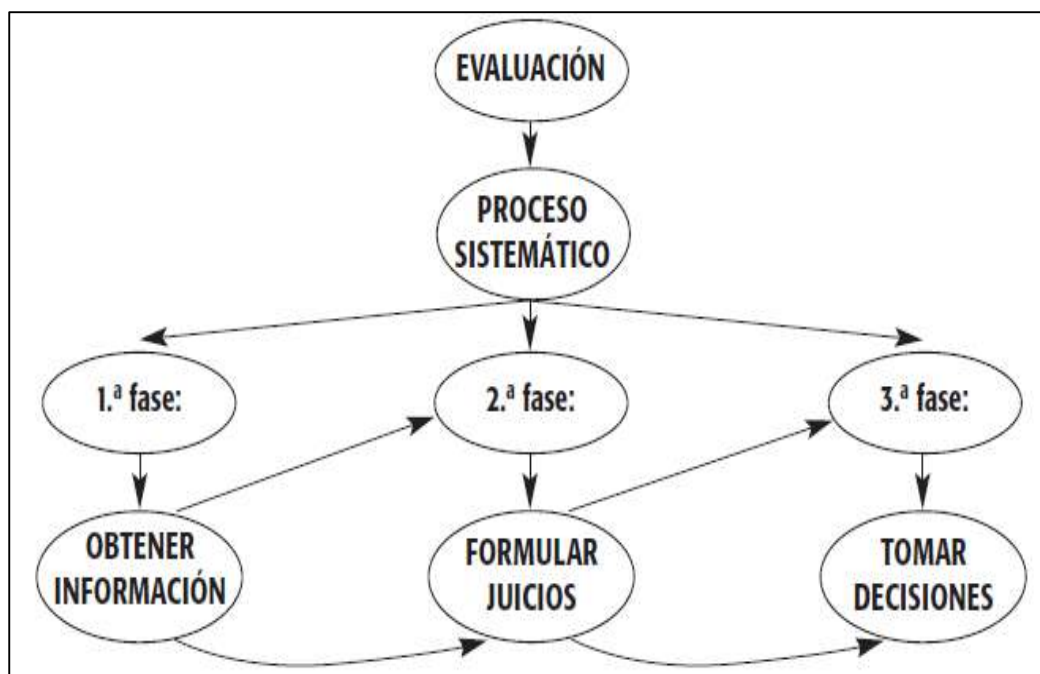 EVALUACIÓN
PROCESO
SISTEMÁTICO
1.ª fase:
2.ª fase:
3.ª fase:
OBTENER
INFORMACIÓN
FORMULAR
JUICIOS
TOMAR
DECISIONES